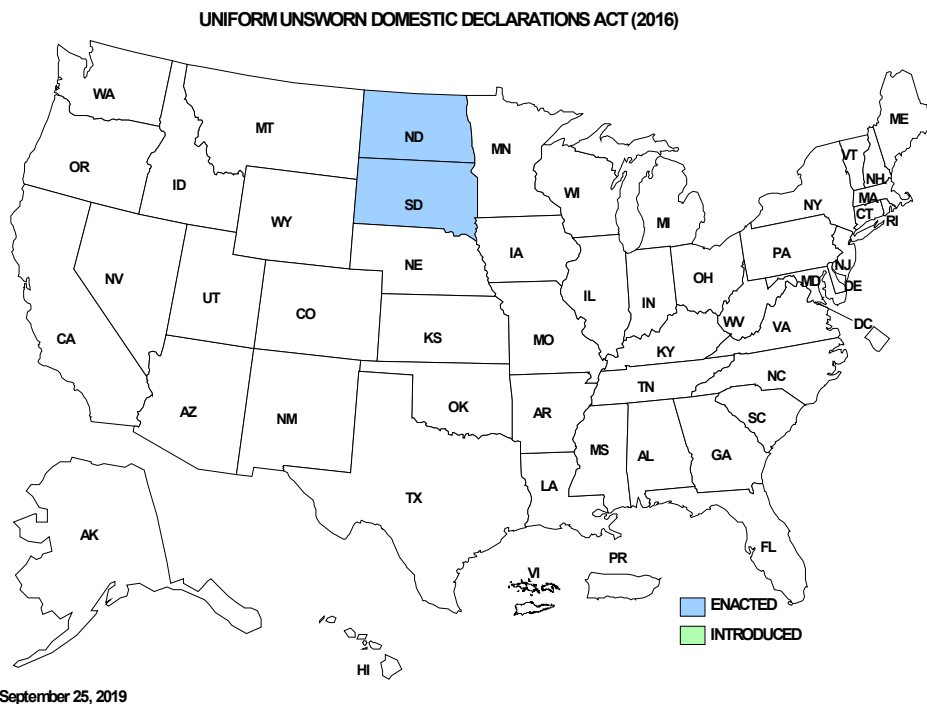 UNIFORM UNSWORN DOMESTIC DECLARATIONS ACT (2016)
WA
MT
ND
MN
ME
OR
ID
SD
WI
MI
VT
NH
NY
MA
CT
RI
WY
IA
NE
PA
NJ
NV
UT
CO
IL
IN
OH
MD
DE
CA
KS
MO
WV
VA
DC
KY
AZ
NM
OK
AR
TN
NC
SC
MS
AL
GA
TX
LA
AK
FL
VI
PR
HI
ENACTED
INTRODUCED
September 25, 2019